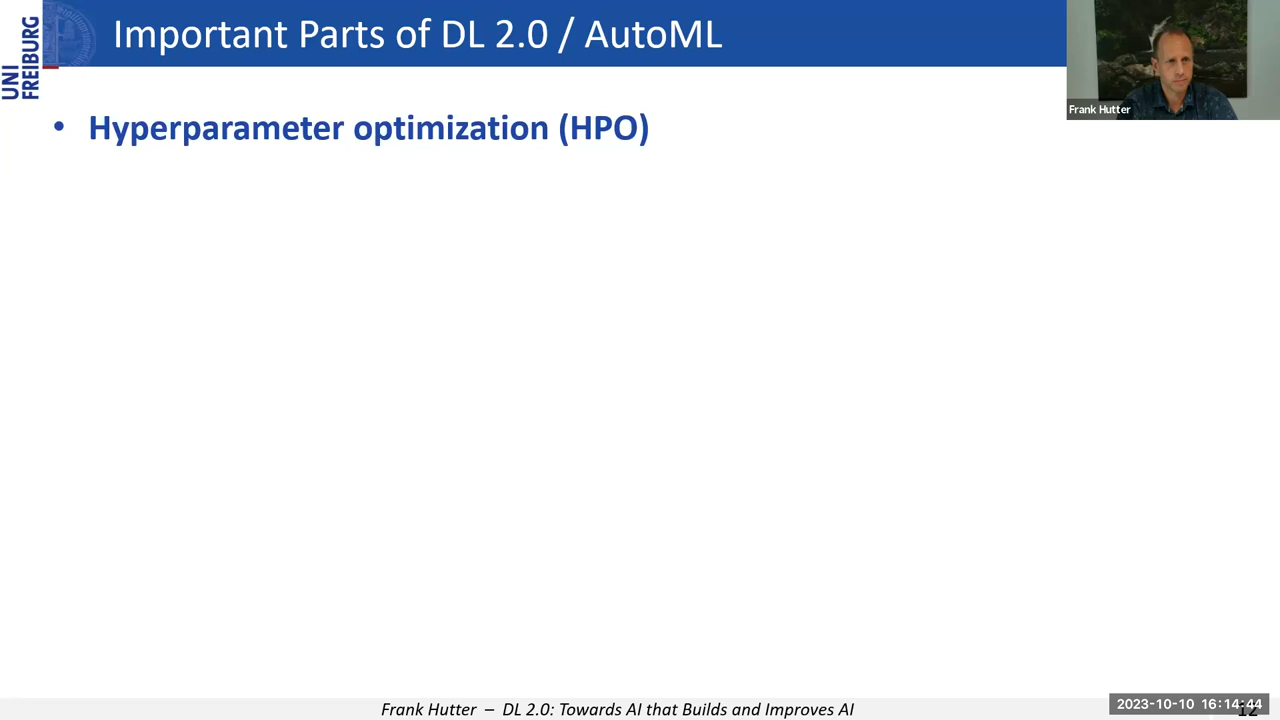 UNI
FREIBURG
Important Parts of DL 2.0 / AutoML
Frank Hutter
• Hyperparameter optimization (HPO)
Frank Hutter – DL 2.0: Towards AI that Builds and Improves AI
2023-10-10 16:14:44
12